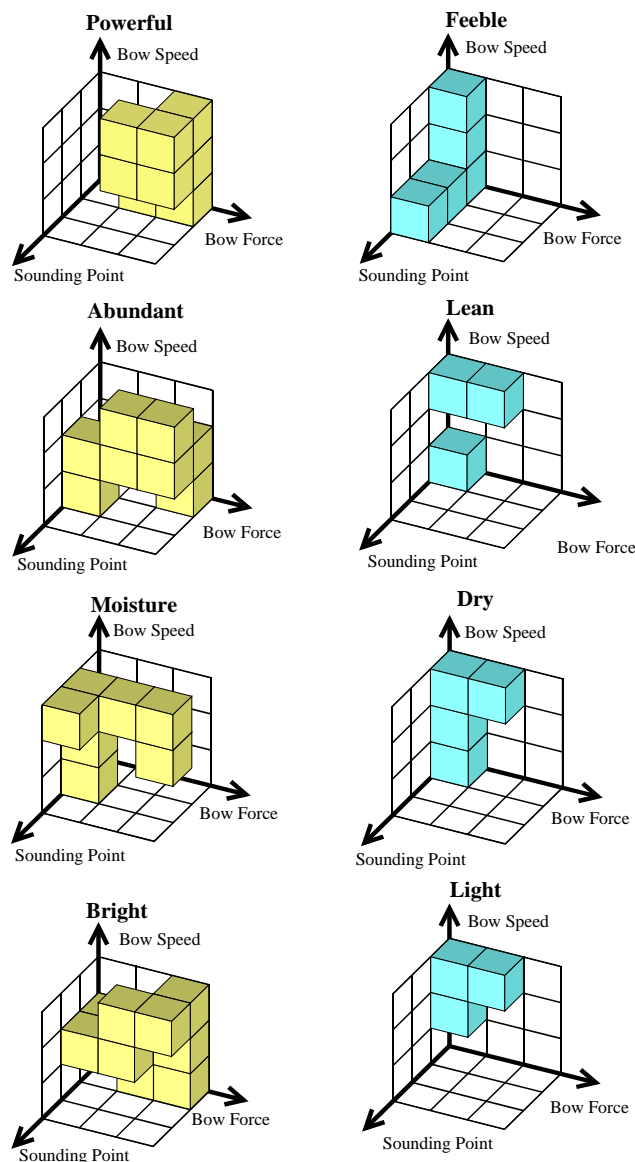 Powerful
Bow Speed
Bow Force
Sounding Point
Feeble
Bow Speed
Bow Force
Sounding Point
Abundant
Bow Speed
Bow Force
Sounding Point
Lean
Bow Speed
Bow Force
Sounding Point
Moisture
Bow Speed
Bow Force
Sounding Point
Dry
Bow Speed
Bow Force
Sounding Point
Bright
Bow Speed
Bow Force
Sounding Point
Light
Bow Speed
Bow Force
Sounding Point